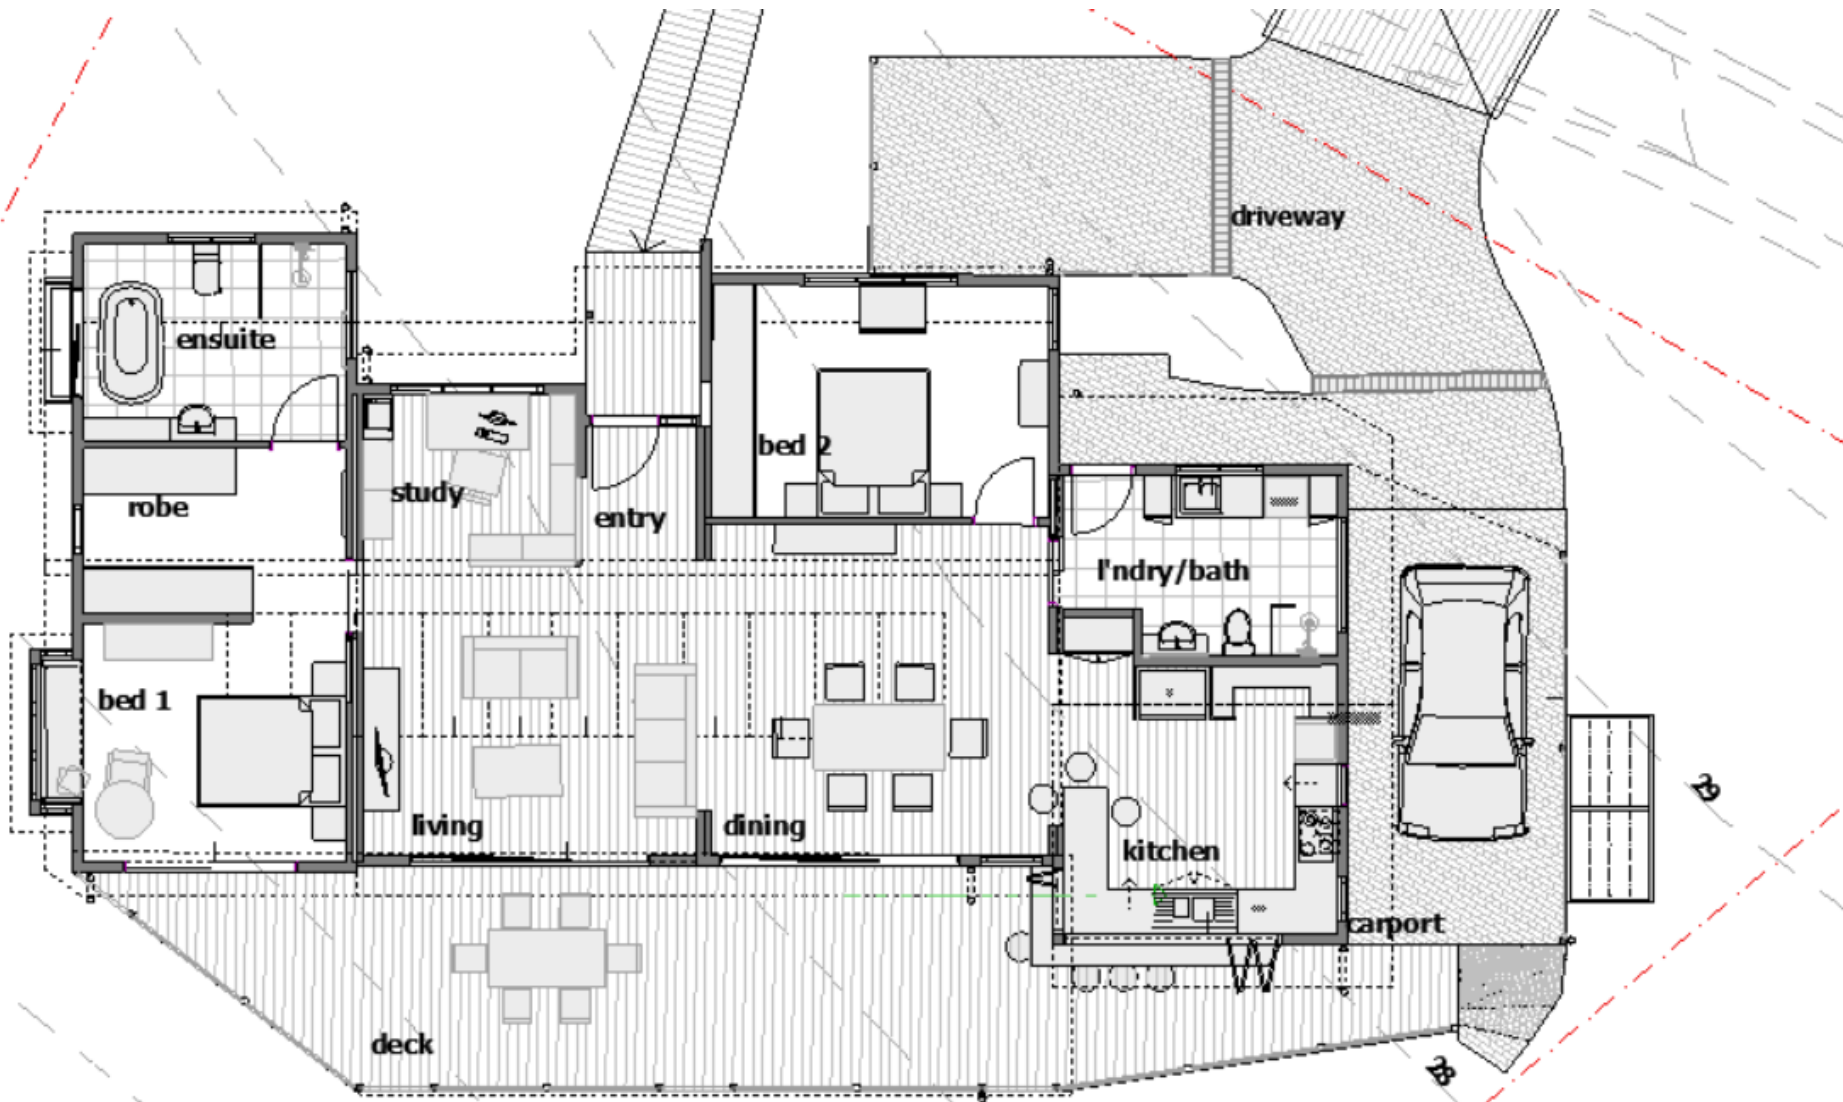 driveway
ensuite
bed 2
study
robe
entry
l'ndry/bath
bed 1
living
dining
kitchen
29
carport
deck
28